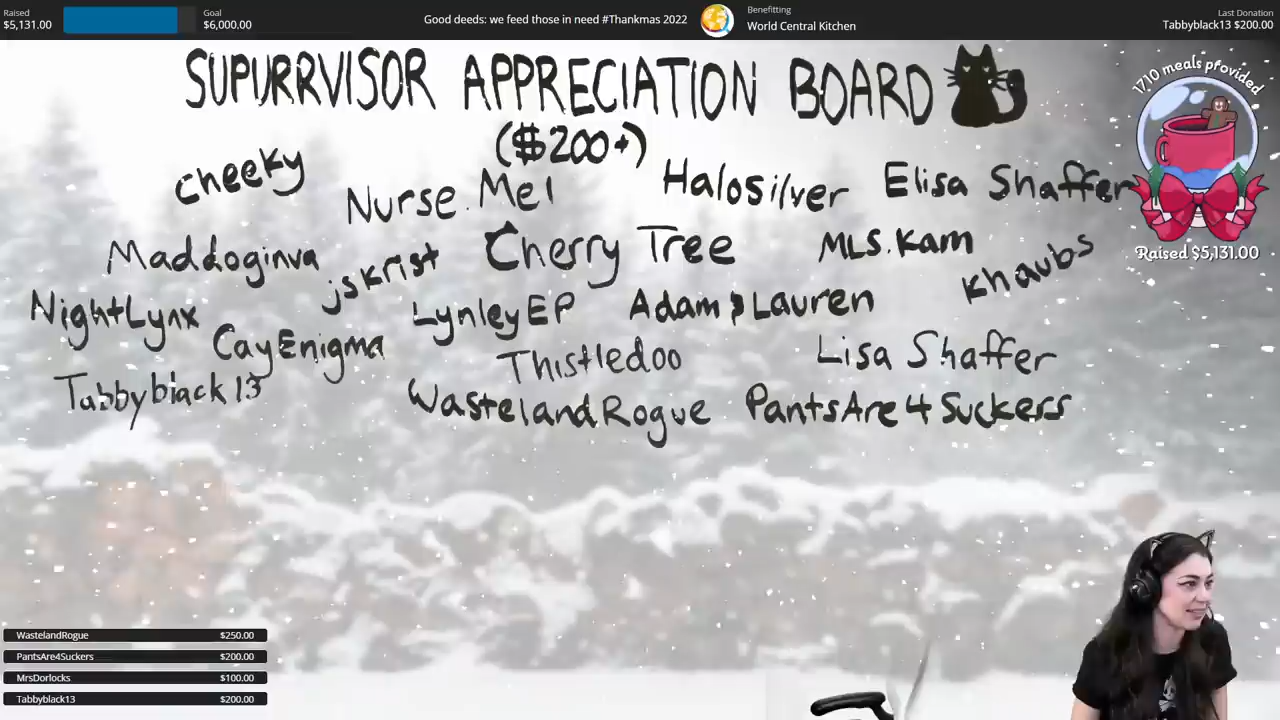 Raised
$5,131.00
Goal
$6,000.00
Good deeds: we feed those in need #Thankmas 2022
Benefitting
World Central Kitchen
Last Donation
Tabbyblack13 $200.00
SUPURRVISOR APPRECIATION BOARD
($200+)
1710 meals provided
Raised $5,131.00
cheeky
Nurse.Mel
Halosilver
Elisa Shaffer
Maddoginva
jskrist
Cherry Tree
MLS.Kam
Khaubs
NightLynx
CayEnigma
LynleyEP
Adam & Lauren
Thistledoo
Lisa Shaffer
Tabbyblack13
WastelandRogue
PantsAre4Suckers
WastelandRogue $250.00
PantsAre4Suckers $200.00
MrsDorlocks $100.00
Tabbyblack13 $200.00